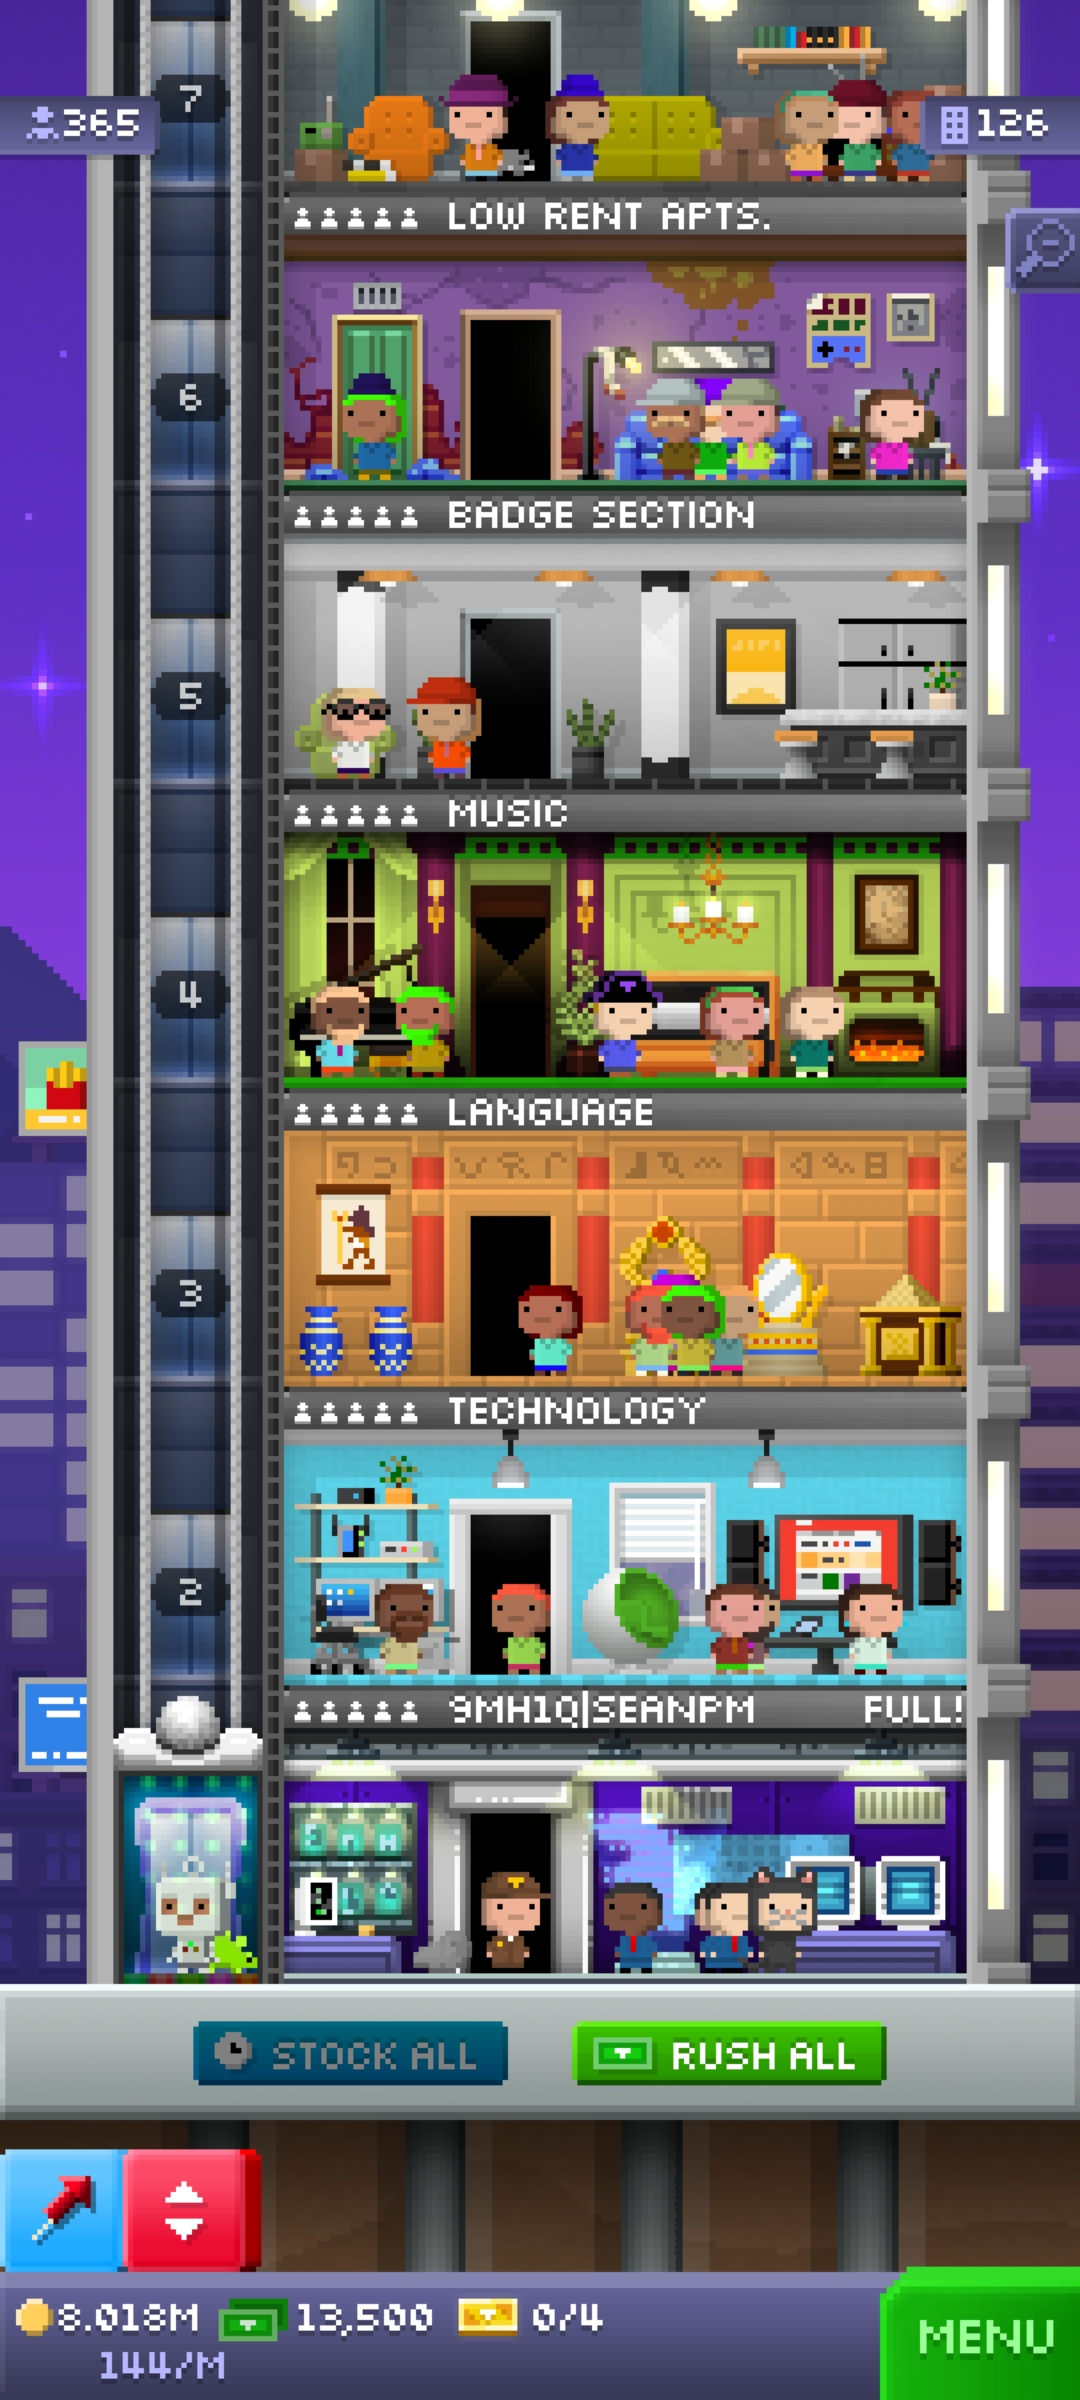 7
365
126
LOW RENT APTS.
6
BADGE SECTION
5
MUSIC
4
LANGUAGE
3
TECHNOLOGY
2
9MH1Q|SEANPM FULL!
STOCK ALL
RUSH ALL
8.018M 13,500 0/4
144/M
MENU